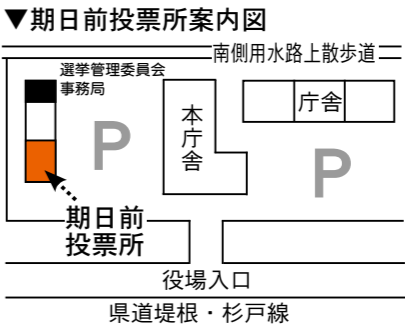 ▼期日前投票所案内図
南側用水路上散歩道
選挙管理委員会
事務局
本庁舎
庁舎
P
P
期日前
投票所
役場入口
県道堤根・杉戸線